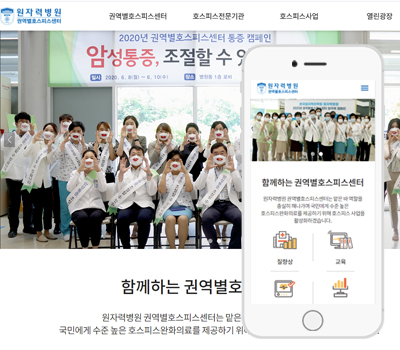 원자력병원
권역별호스피스센터
권역별호스피스센터
호스피스전문기관
호스피스사업
열린광장
2020년 권역별호스피스센터 통증 캠페인
암성통증, 조절할 수 있
일시 2020. 6. 8(월) ~ 6. 10(수)
장소 병원동 1층 로비
함께하는 권역별호스
원자력병원 권역별호스피스센터는 맡은
국민에게 수준 높은 호스피스완화의료를 제공하기 위
원자력병원
권역별호스피스센터
함께하는 권역별호스피스센터
원자력병원 권역별호스피스센터는 맡은 바 역할을
충실히 해나가며 국민에게 수준 높은
호스피스완화의료를 제공하기 위해 호스피스 사업을
활성화하겠습니다.
질향상
교육